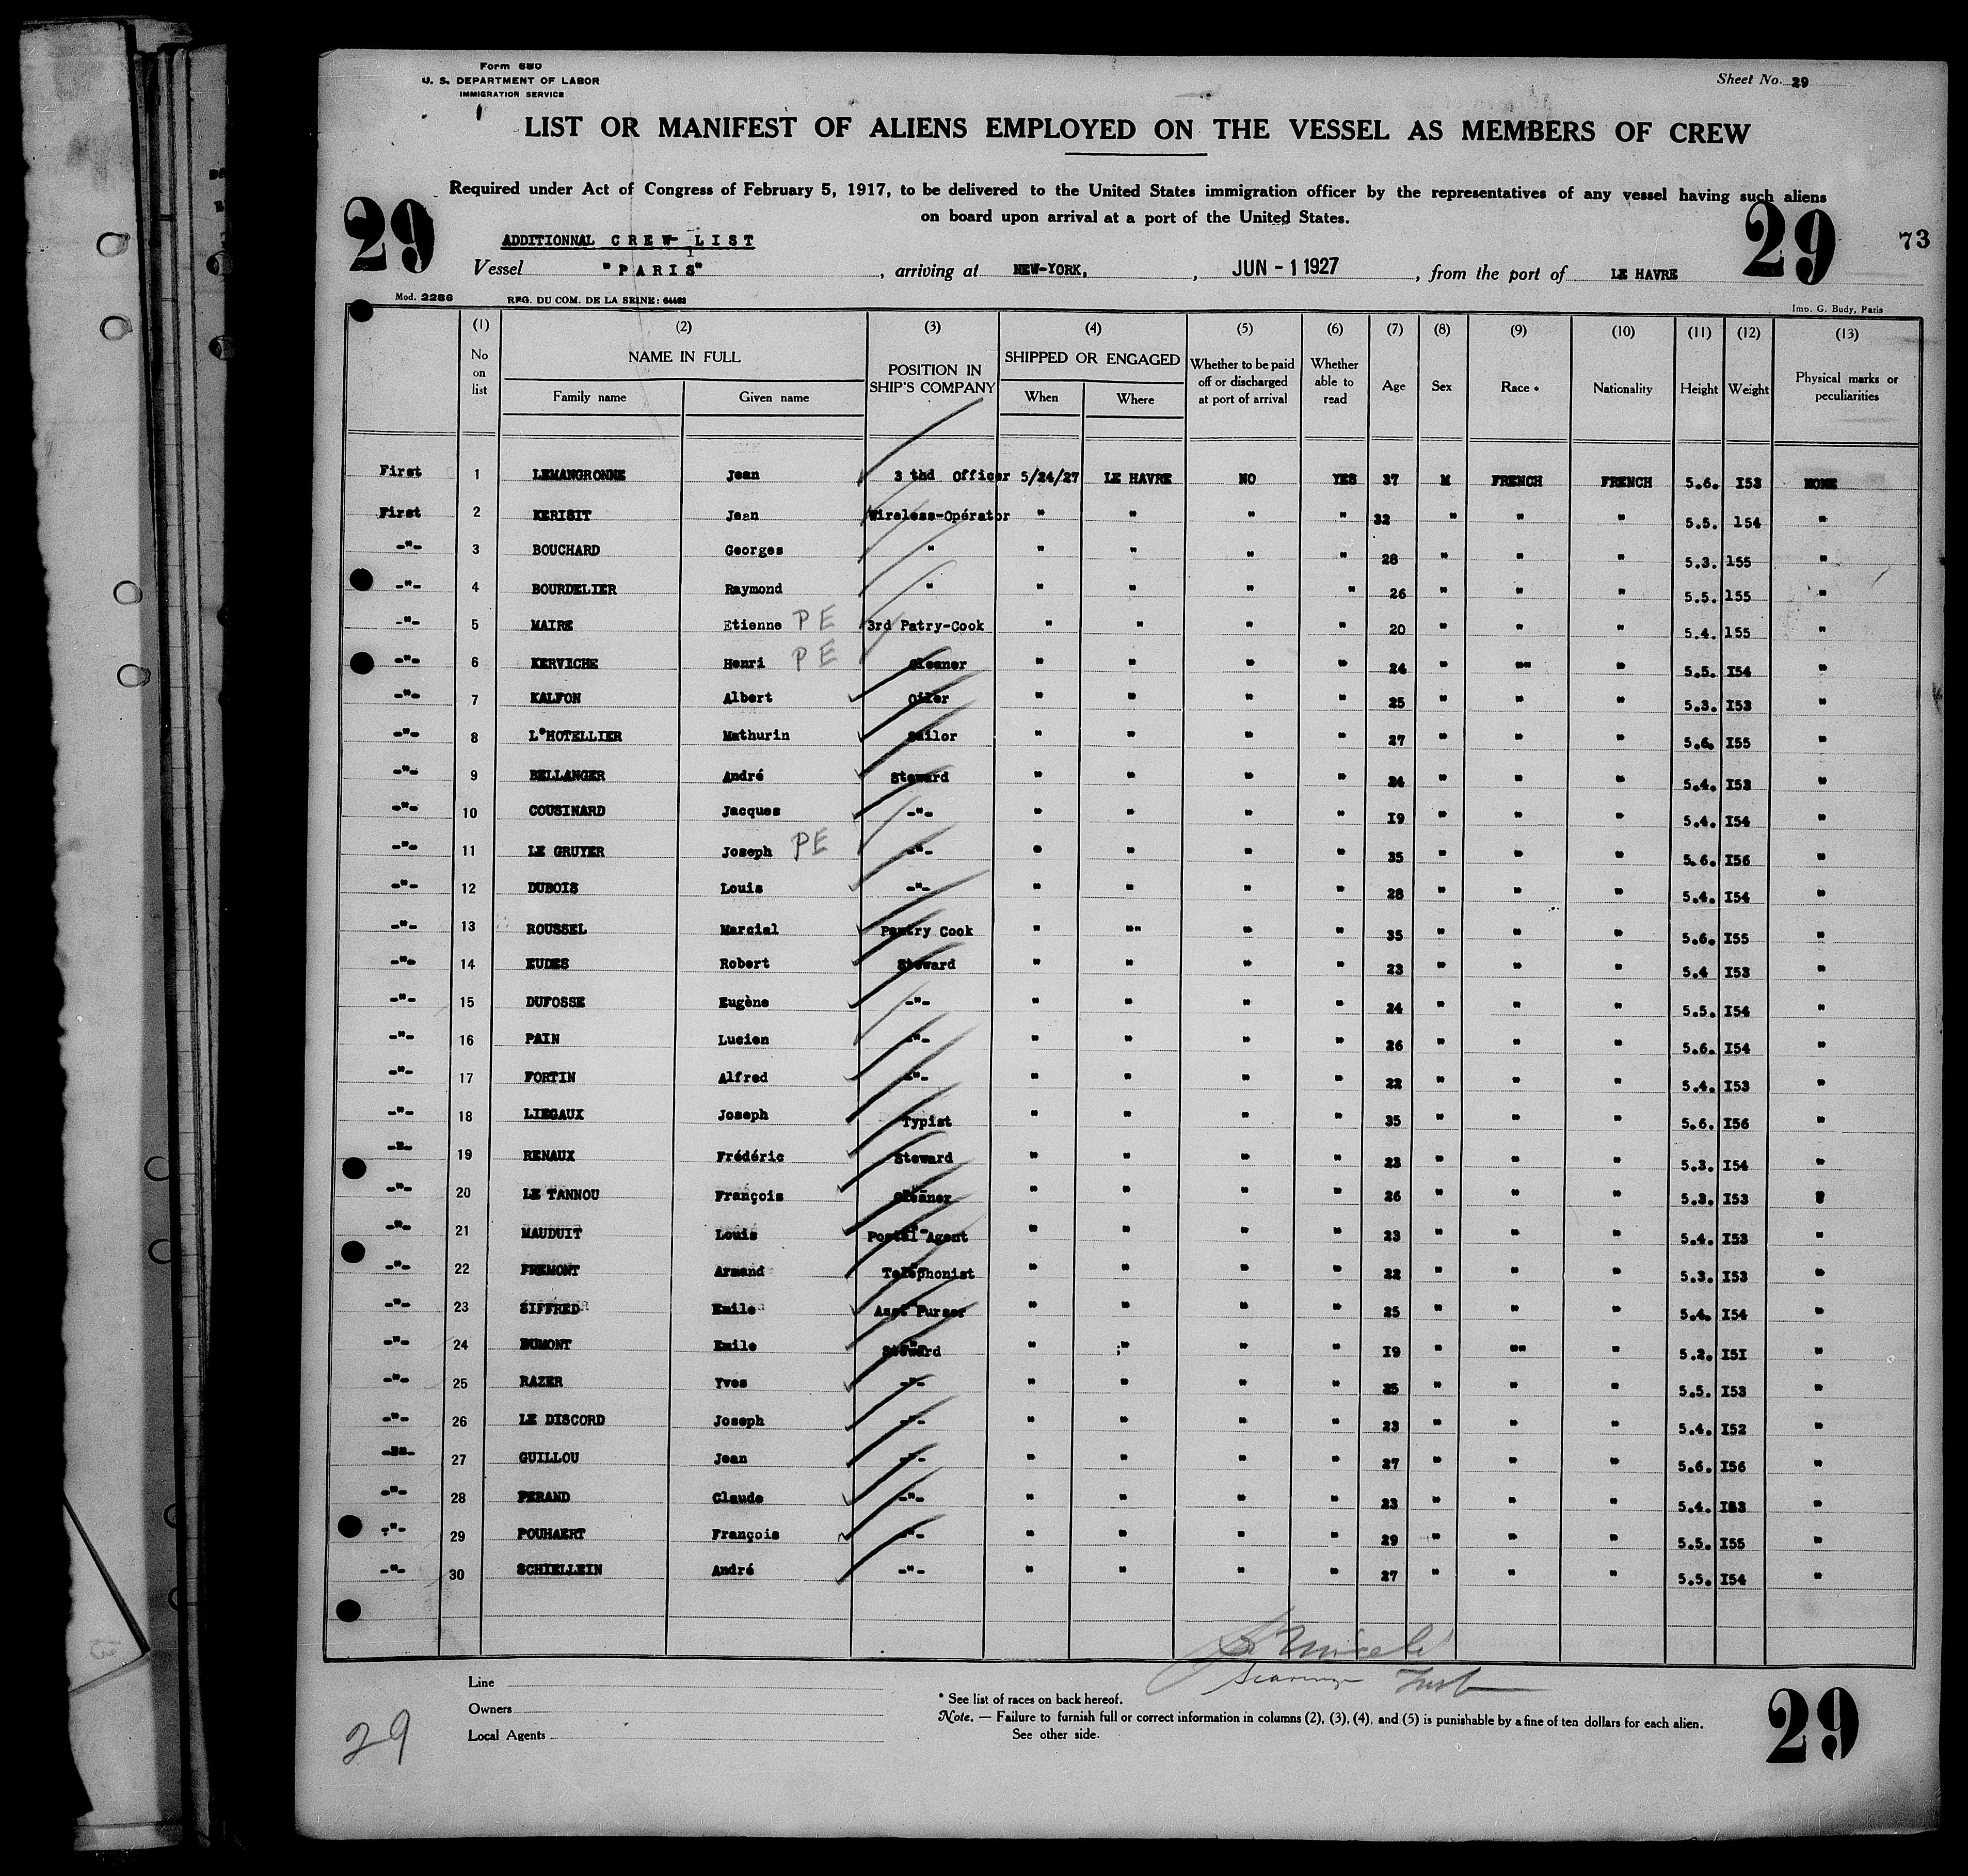 Form 680
U. S. DEPARTMENT OF LABOR
IMMIGRATION SERVICE
Sheet No. 29
LIST OR MANIFEST OF ALIENS EMPLOYED ON THE VESSEL AS MEMBERS OF CREW
Required under Act of Congress of February 5, 1917, to be delivered to the United States immigration officer by the representatives of any vessel having such aliens
on board upon arrival at a port of the United States.
29 29 73
ADDITIONNAL CREW LIST
Vessel "PARIS", arriving at NEW-YORK, , JUN - 1 1927, from the port of LE HAVRE
Mod. 2286 REG. DU COM. DE LA SEINE: 64463 Imp. G. Budy, Paris
(1) (2) (3) (4) (5) (6) (7) (8) (9) (10) (11) (12) (13)
No on list NAME IN FULL Family name Given name POSITION IN SHIP'S COMPANY SHIPPED OR ENGAGED When Where Whether to be paid off or discharged at port of arrival Whether able to read Age Sex Race * Nationality Height Weight Physical marks or peculiarities
First 1 LEMANGRONNE Jean 3 thd Officer 5/24/27 LE HAVRE NO YES 37 M FRENCH FRENCH 5.6. I53 NONE
First 2 KERISIT Jean Wireless-Opérator " " " " 32 " " " 5.5. 154 "
-"- 3 BOUCHARD Georges " " " " " 28 " " " 5.3. 155 "
-"- 4 BOURDELIER Raymond " " " " " 26 " " " 5.5. 155 "
-"- 5 MAIRE Etienne PE 3rd Patry-Cook " " " " 20 " " " 5.4. 155 "
-"- 6 KERVICHE Henri PE Cleaner " " " " 24 " "" " 5.5. I54 "
-"- 7 KALFON Albert Oiler " " " " 25 " " " 5.3. I53 "
-"- 8 L'HOTELLIER Mathurin Sailor " " " " 27 " " " 5.6. I55 "
-"- 9 BELLANGER André Steward " " " " 24 " " " 5.4. I53 "
-"- 10 COUSINARD Jacques -"- " " " " I9 " " " 5.4. I54 "
-"- 11 LE GRUYER Joseph PE -"- " " " " 35 " " " 5.6. I56 "
-"- 12 DUBOIS Louis -"- " " " " 28 " " " 5.4. I54 "
-"- 13 ROUSSEL Marcial Pantry Cook " "" " " 35 " " " 5.6. I55 "
-"- 14 EUDES Robert Steward " " " " 23 " " " 5.4 I53 "
-"- 15 DUFOSSE Eugène -"- " " " " 24 " " " 5.5. I54 "
-"- 16 PAIN Lucien -"- " " " " 26 " " " 5.6. I54 "
-"- 17 FORTIN Alfred -"- " " " " 22 " " " 5.4. I53 "
-"- 18 LIEGAUX Joseph Typist " " " " 35 " " " 5.6. I56 "
-"- 19 RENAUX Frédéric Steward " " " " 23 " " " 5.3. I54 "
-"- 20 LE TANNOU François Cleaner " " " " 26 " " " 5.3. I53 "
-"- 21 MAUDUIT Louis Postal Agent " " " " 23 " " " 5.4. I53 "
-"- 22 FREMONT Armand Telephonist " " " " 22 " " " 5.3. I53 "
-"- 23 SIFFRED Emile Asst Purser " " " " 25 " " " 5.4. I54 "
-"- 24 DUMONT Emile Steward " " " " I9 " "" " 5.2. I5I "
-"- 25 RAZER Yves -"- " " " " 25 " " " 5.5. I53 "
-"- 26 LE DISCORD Joseph -"- " " " " 23 " " " 5.4. I52 "
-""- 27 GUILLOU Jean -"- " " " " 27 " " " 5.6. I56 "
-"- 28 PERAND Claude -"- " " " " 23 " " " 5.4. "
-"- 29 POUHAERT François -"- " " " " 29 " " " 5.5. I55 "
-"- 30 SCHIELLEIN André -"- " " " " 27 " " " 5.5. I54 "
Line
Owners
Local Agents
* See list of races on back hereof.
Note. — Failure to furnish full or correct information in columns (2), (3), (4), and (5) is punishable by a fine of ten dollars for each alien.
See other side.
29
29